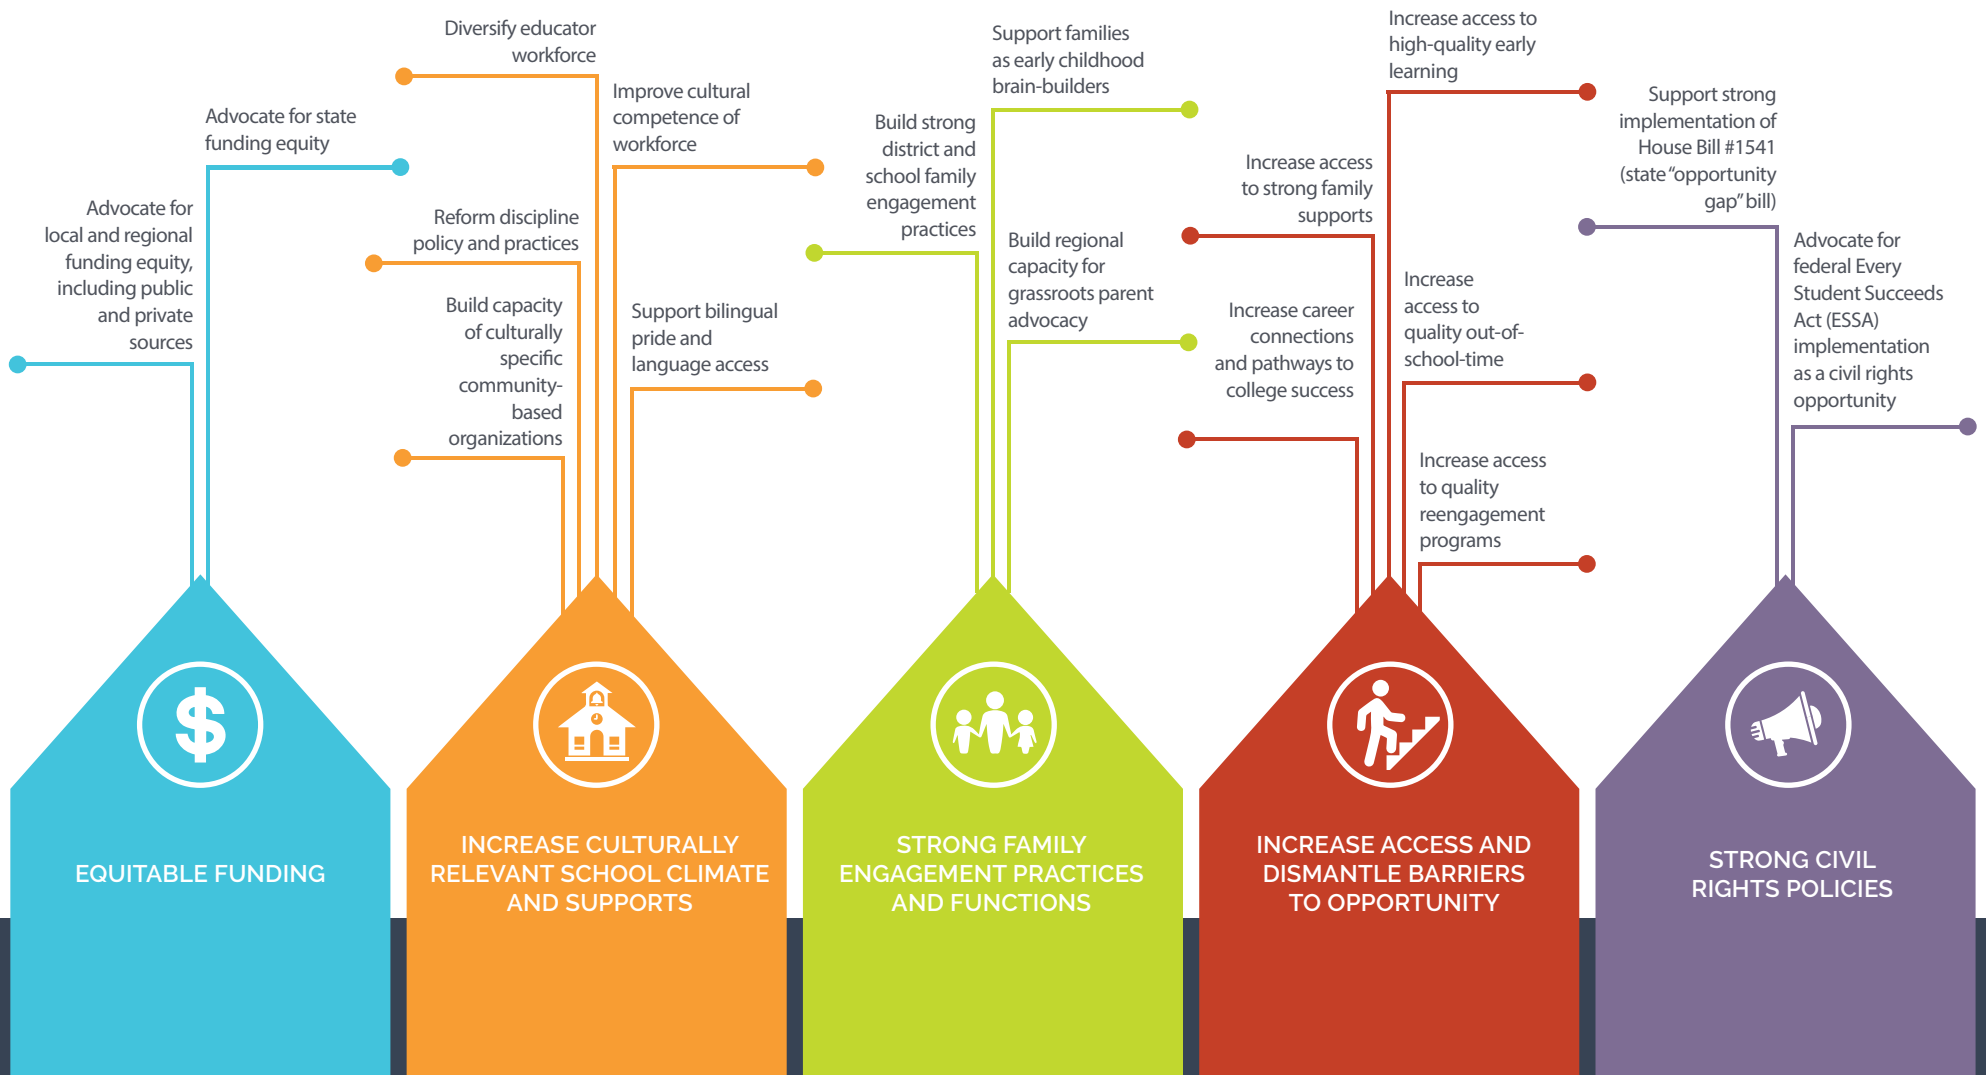 Advocate for state
funding equity
Advocate for
local and regional
funding equity,
including public
and private
sources
EQUITABLE FUNDING
Diversify educator
workforce
Improve cultural
competence of
workforce
Reform discipline
policy and practices
Build capacity
of culturally
specific
community-
based
organizations
Support bilingual
pride and
language access
INCREASE CULTURALLY
RELEVANT SCHOOL CLIMATE
AND SUPPORTS
Support families
as early childhood
brain-builders
Build strong
district and
school family
engagement
practices
Build regional
capacity for
grassroots parent
advocacy
STRONG FAMILY
ENGAGEMENT PRACTICES
AND FUNCTIONS
Increase access to
high-quality early
learning
Increase access
to strong family
supports
Increase career
connections
and pathways to
college success
Increase
access to
quality out-of-
school-time
Increase access
to quality
reengagement
programs
INCREASE ACCESS AND
DISMANTLE BARRIERS
TO OPPORTUNITY
Support strong
implementation of
House Bill #1541
(state “opportunity
gap” bill)
Advocate for
federal Every
Student Succeeds
Act (ESSA)
implementation
as a civil rights
opportunity
STRONG CIVIL
RIGHTS POLICIES